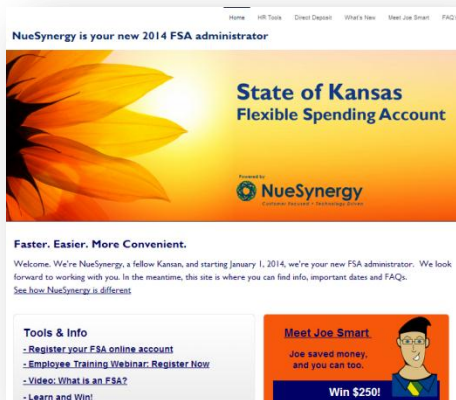 Home HR Tools Direct Deposit What's New Meet Joe Smart FAQ
NueSynergy is your new 2014 FSA administrator
State of Kansas
Flexible Spending Account
Powered by
NueSynergy
Customer Focused • Technology Driven
Faster. Easier. More Convenient.
Welcome. We're NueSynergy, a fellow Kansan, and starting January 1, 2014, we're your new FSA administrator. We look
forward to working with you. In the meantime, this site is where you can find info, important dates and FAQs.
See how NueSynergy is different
Tools & Info
- Register your FSA online account
- Employee Training Webinar: Register Now
- Video: What is an FSA?
- Learn and Win!
Meet Joe Smart
Joe saved money,
and you can too.
Win $250!